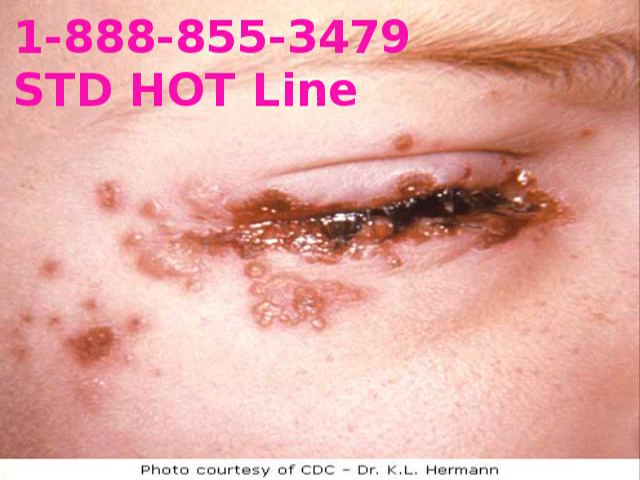 1-888-855-3479
STD HOT Line
Photo courtesy of CDC – Dr. K.L. Hermann